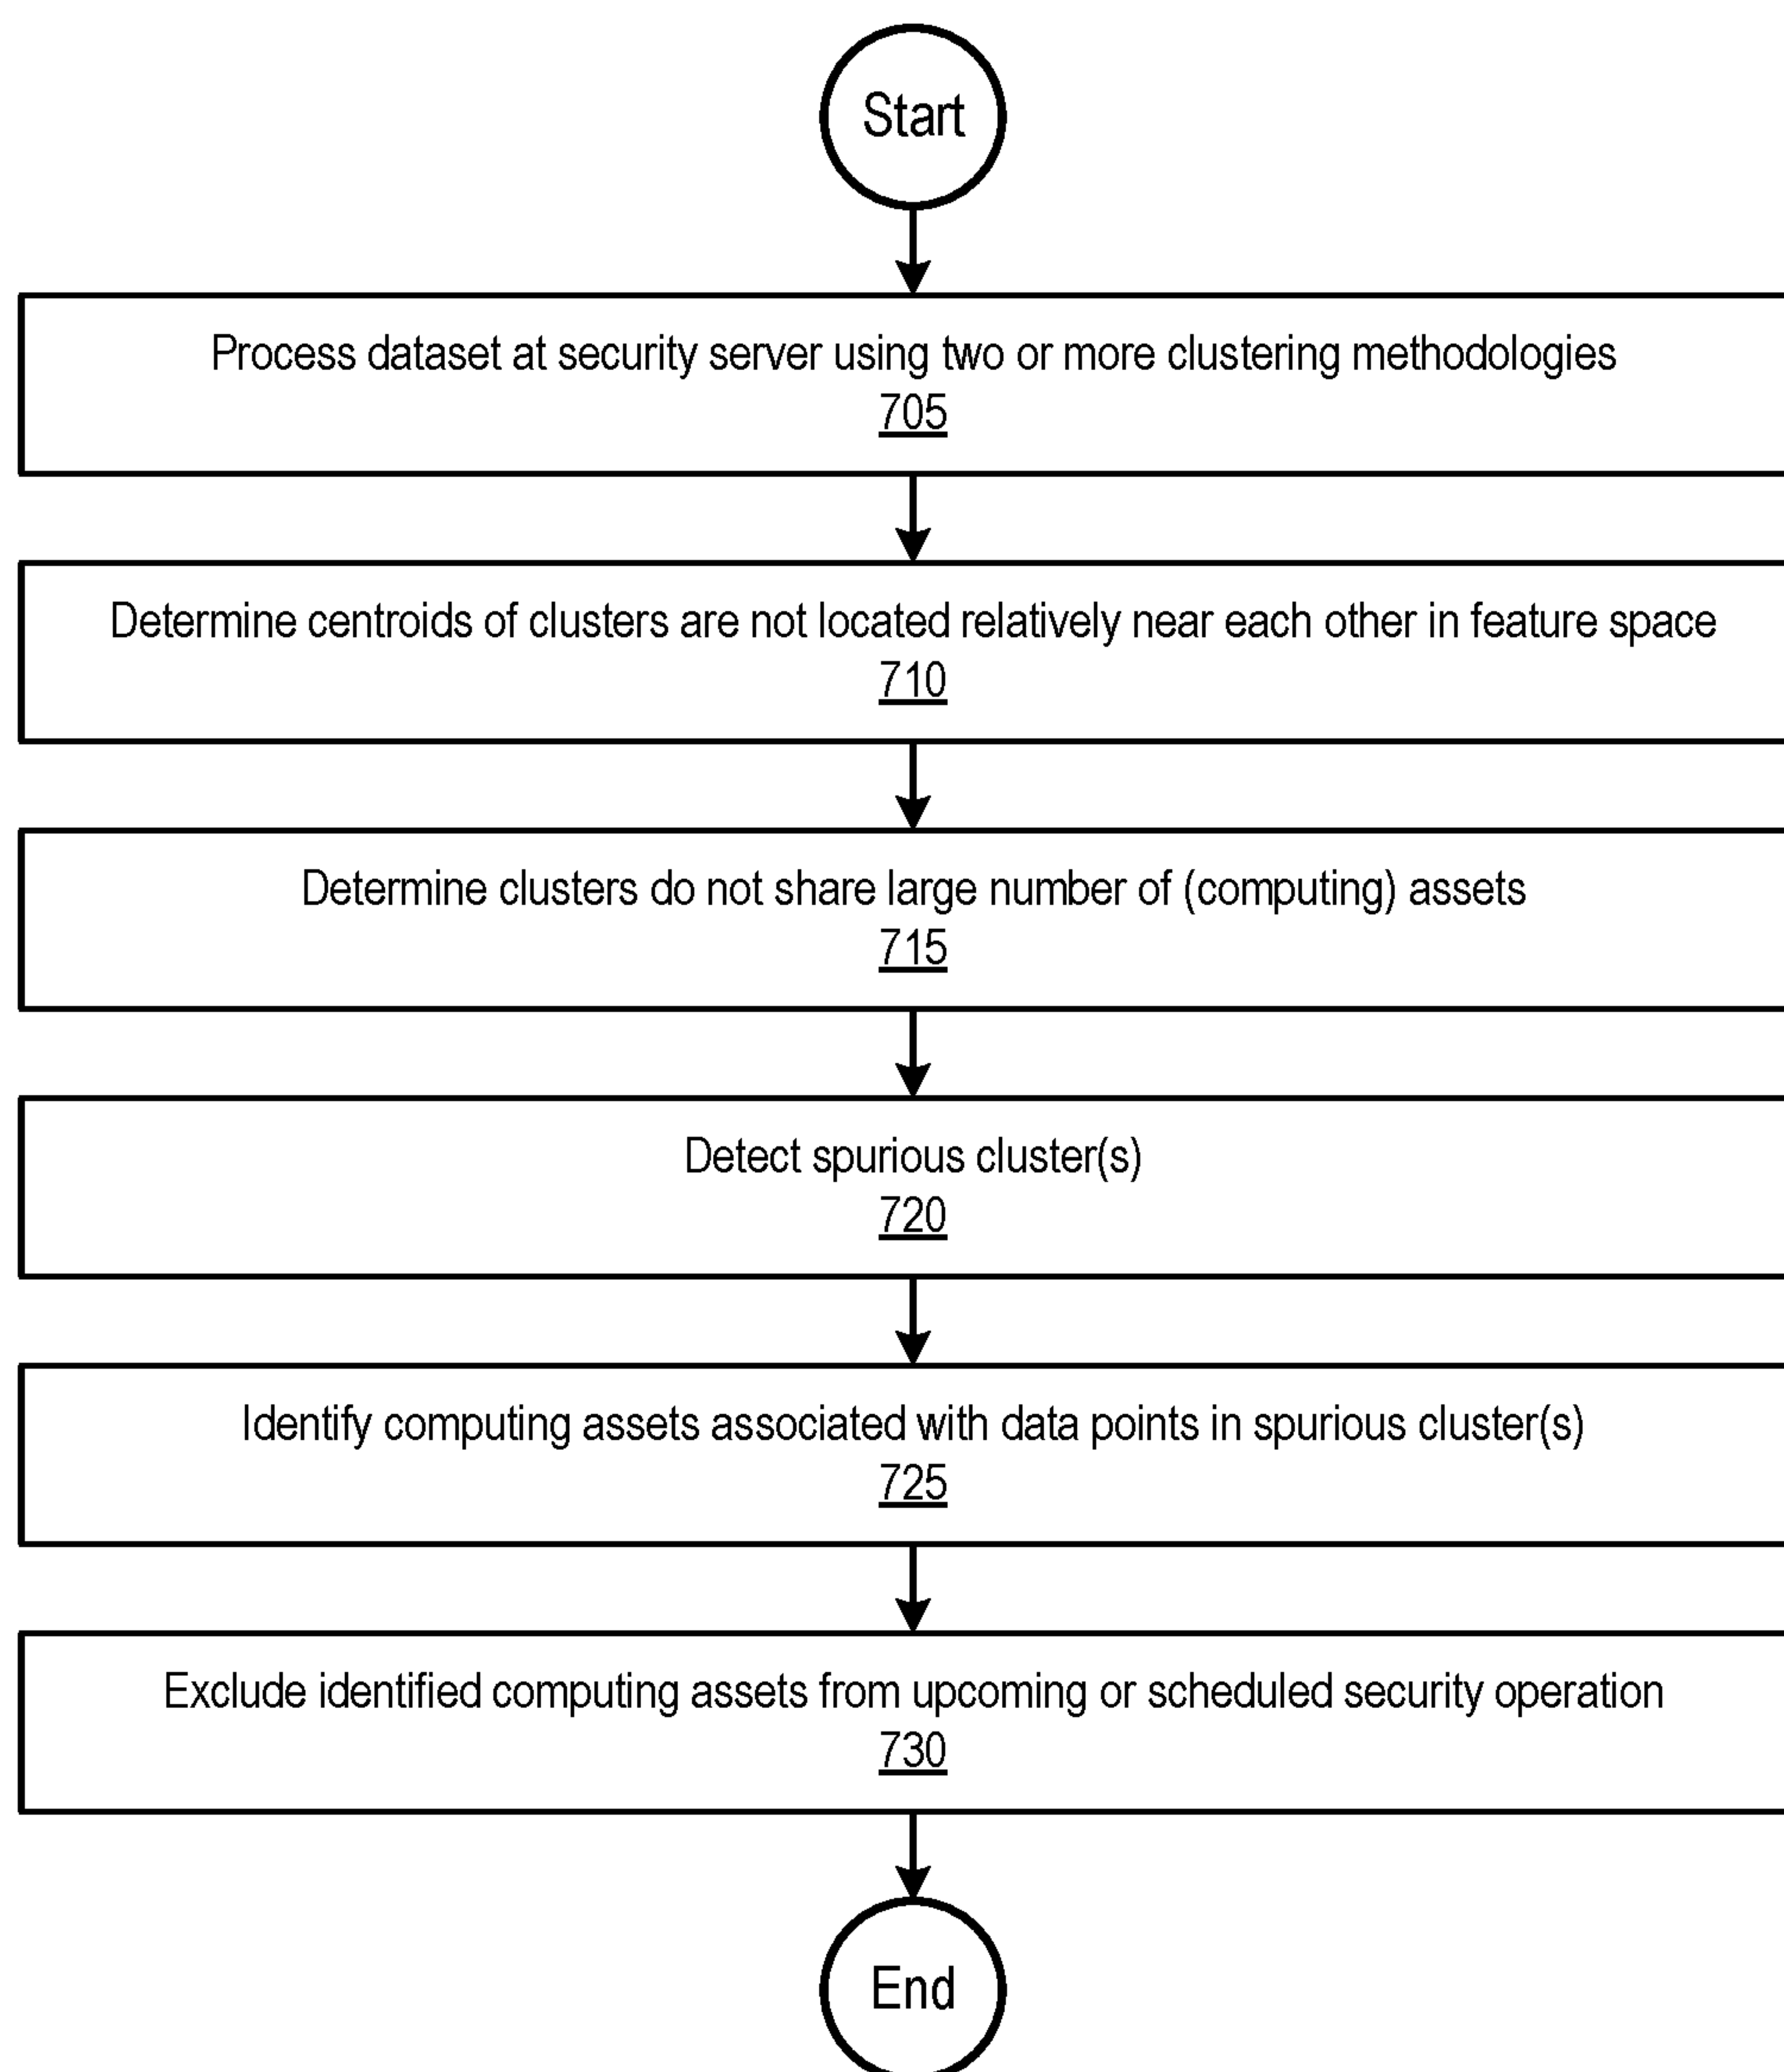 Start
Process dataset at security server using two or more clustering methodologies
705
Determine centroids of clusters are not located relatively near each other in feature space
710
Determine clusters do not share large number of (computing) assets
715
Detect spurious cluster(s)
720
Identify computing assets associated with data points in spurious cluster(s)
725
Exclude identified computing assets from upcoming or scheduled security operation
730
End